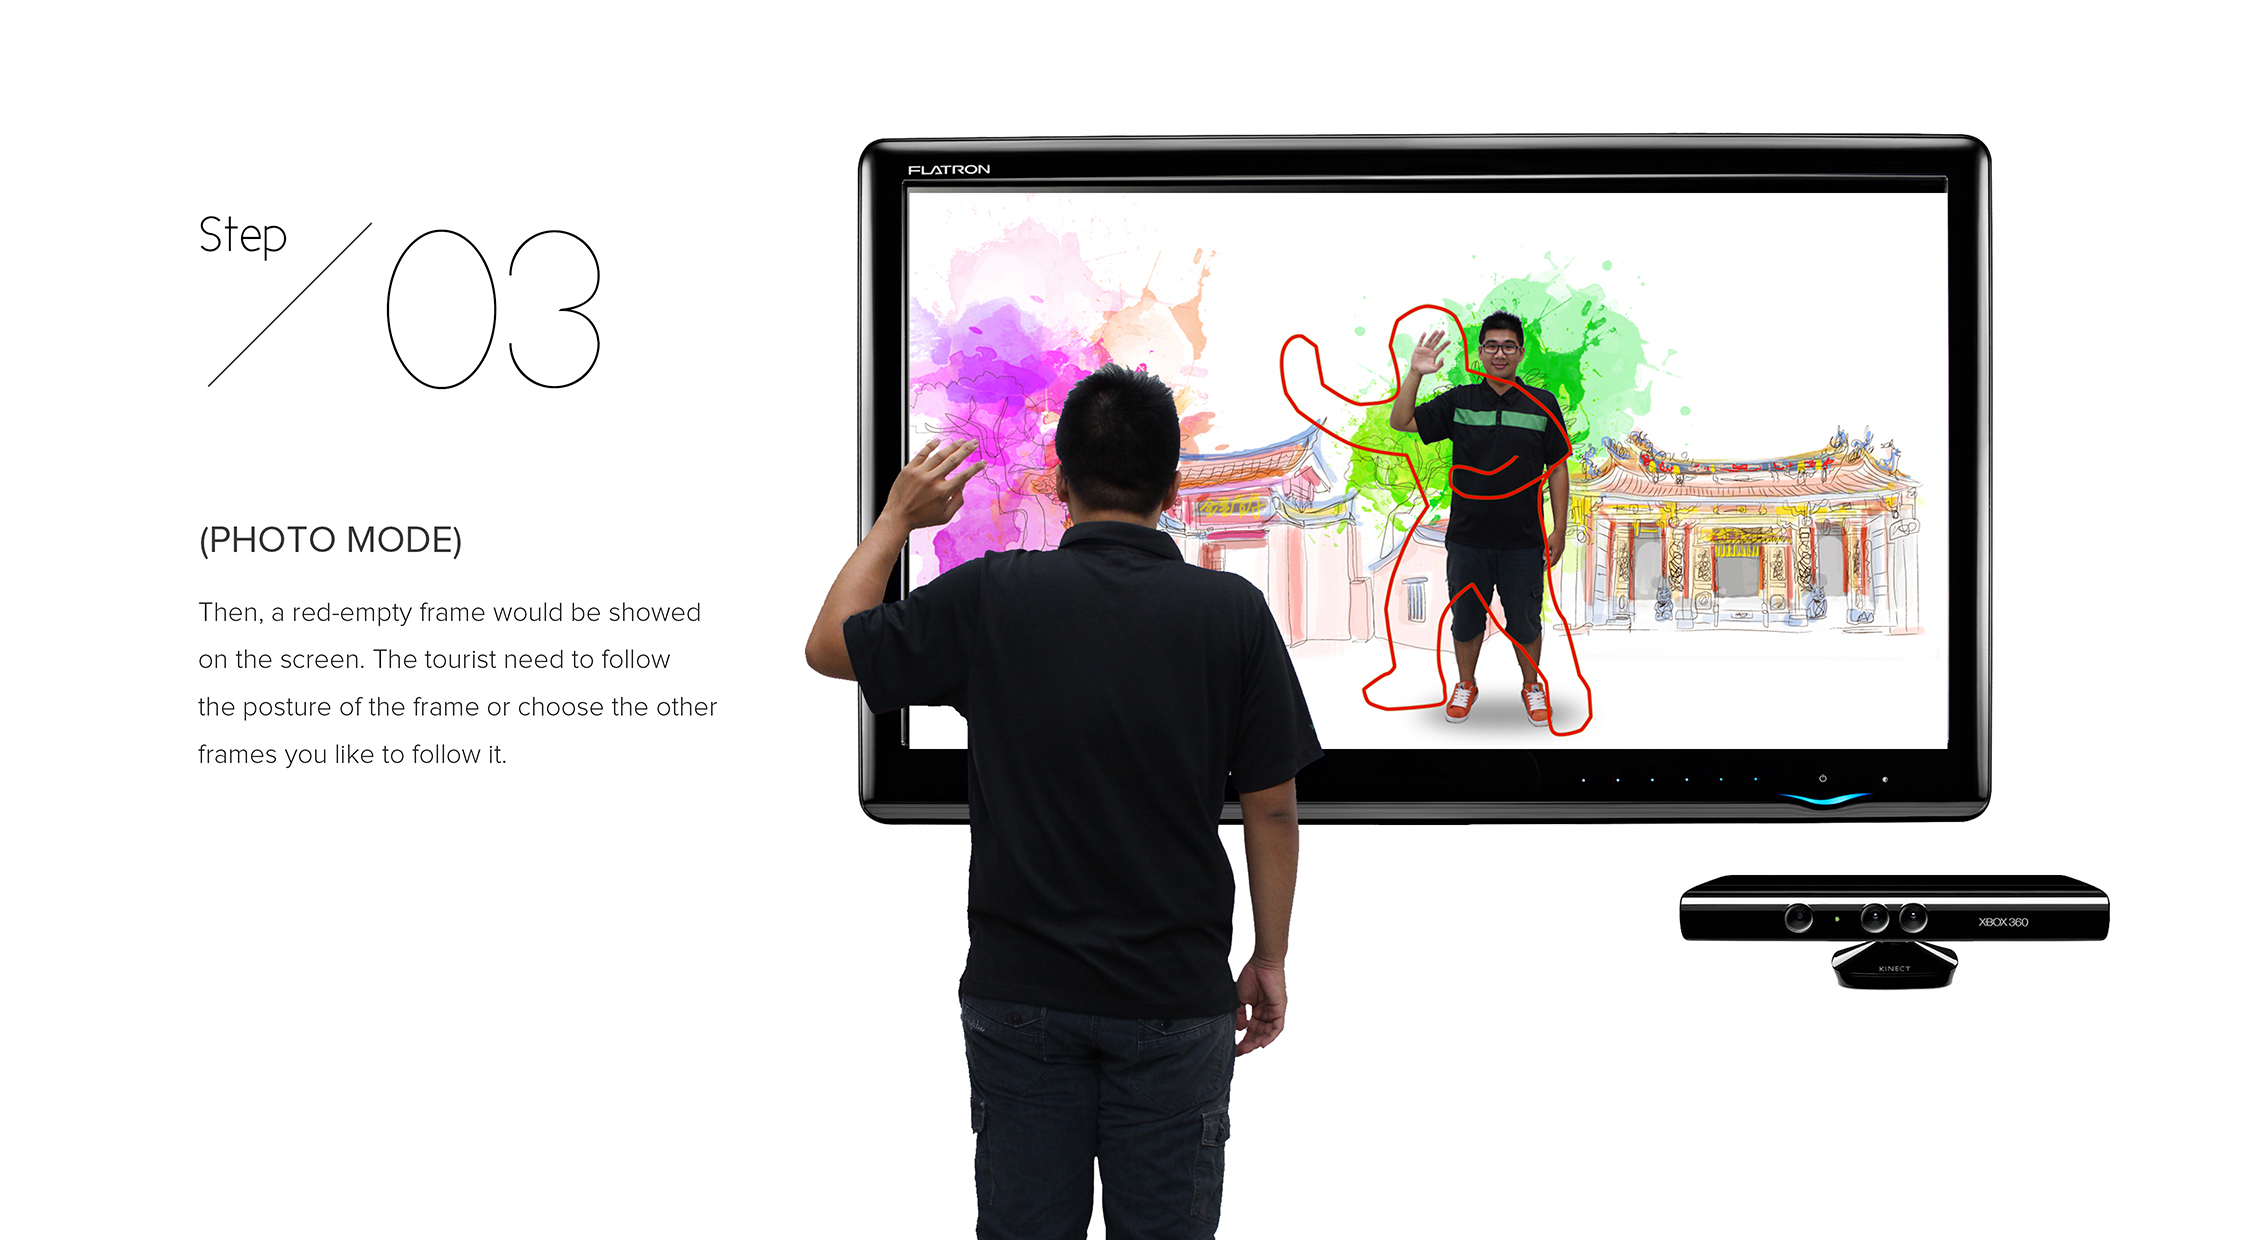 Step
03
(PHOTO MODE)
Then, a red-empty frame would be showed
on the screen. The tourist need to follow
the posture of the frame or choose the other
frames you like to follow it.
FLATRON
XBOX 360
KINECT